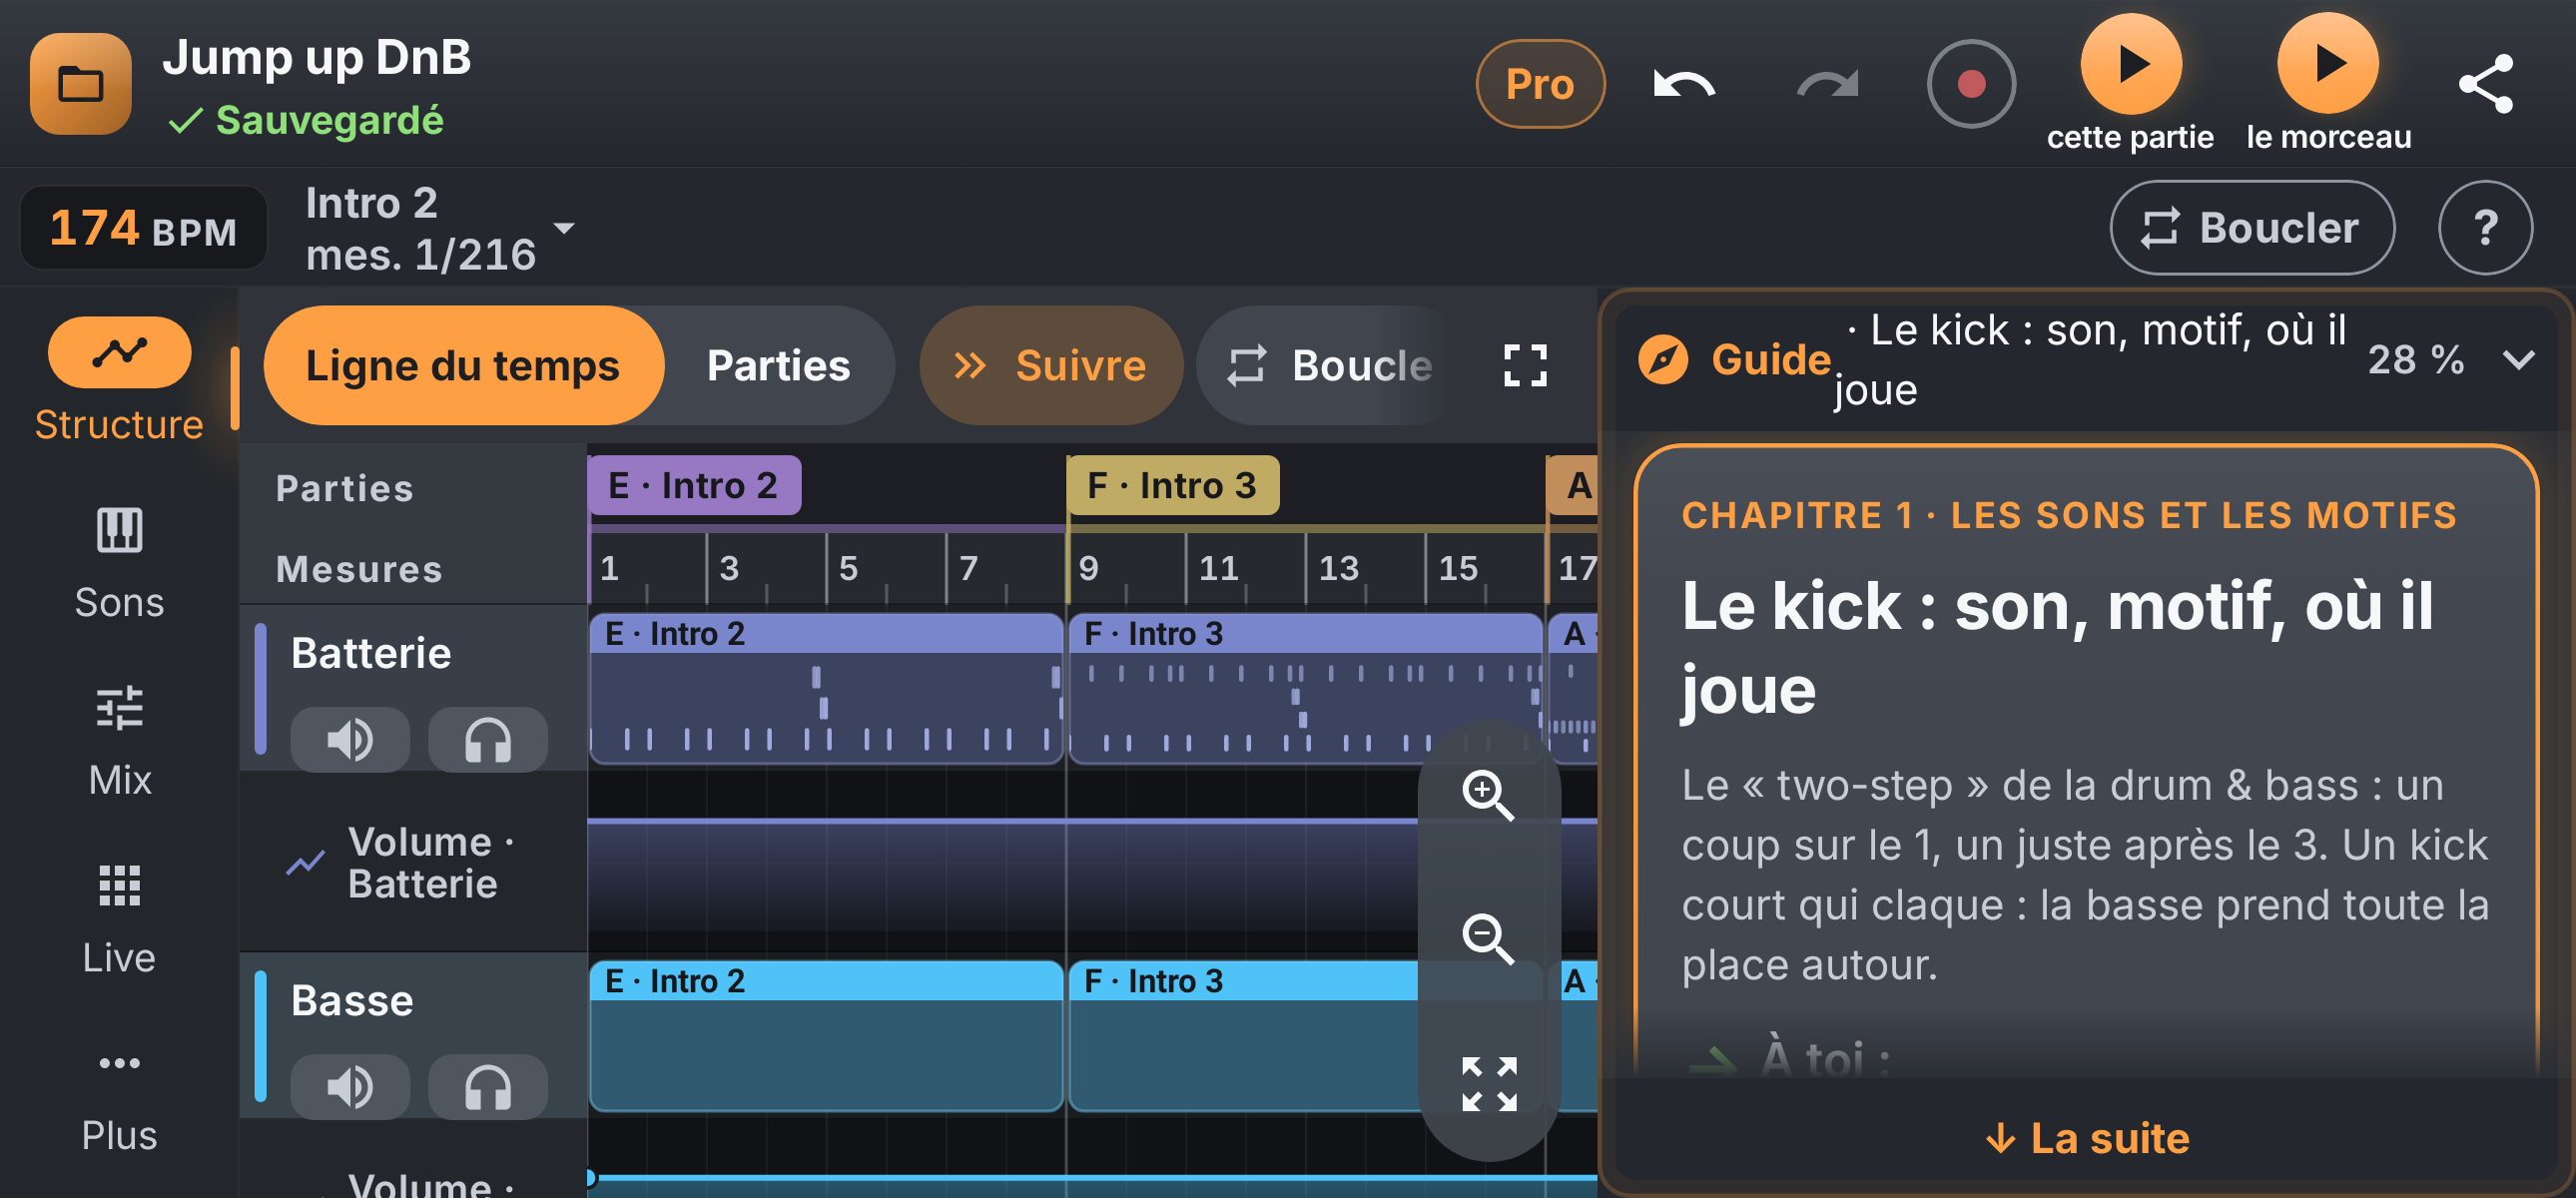 Jump up DnB
Sauvegardé
Pro
cette partie
le morceau
174 BPM
Intro 2
mes. 1/216
Boucler
?
Structure
Sons
Mix
Live
Plus
Ligne du temps
Parties
Suivre
Boucle
Parties
E · Intro 2
F · Intro 3
A
Mesures
1 3 5 7 9 11 13 15 17
Batterie
E · Intro 2
F · Intro 3
A ·
Volume ·
Batterie
Basse
E · Intro 2
F · Intro 3
A ·
Volume ·
Guide
· Le kick : son, motif, où il
joue
28 %
CHAPITRE 1 · LES SONS ET LES MOTIFS
Le kick : son, motif, où il
joue
Le « two-step » de la drum & bass : un
coup sur le 1, un juste après le 3. Un kick
court qui claque : la basse prend toute la
place autour.
→ À toi :
↓ La suite